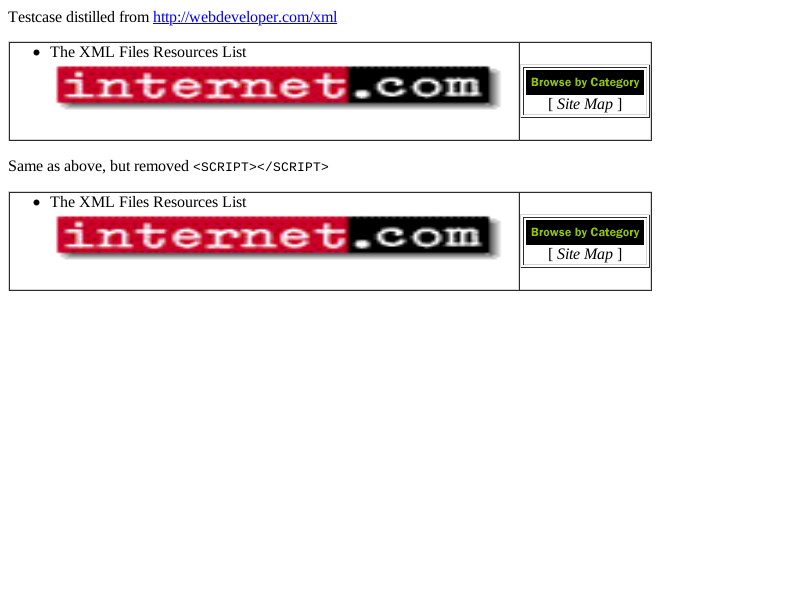 Testcase distilled from http://webdeveloper.com/xml
• The XML Files Resources List
internet.com
Browse by Category
[ Site Map ]
Same as above, but removed <SCRIPT></SCRIPT>
• The XML Files Resources List
internet.com
Browse by Category
[ Site Map ]